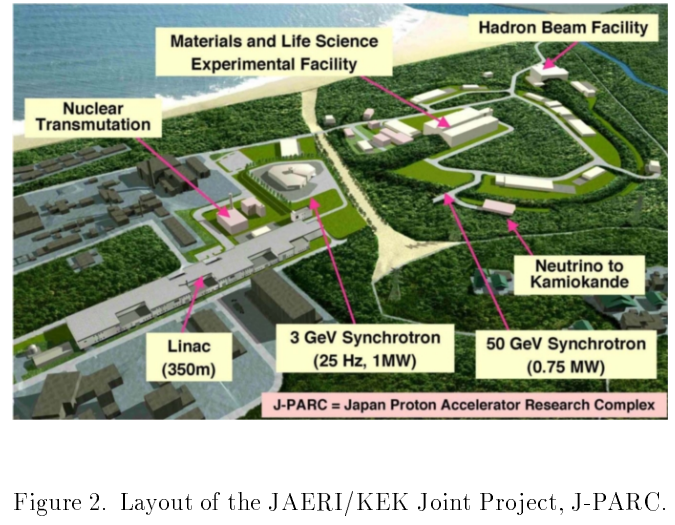 Hadron Beam Facility
Materials and Life Science
Experimental Facility
Nuclear
Transmutation
Neutrino to
Kamiokande
Linac
(350m)
3 GeV Synchrotron
(25 Hz, 1MW)
50 GeV Synchrotron
(0.75 MW)
J-PARC = Japan Proton Accelerator Research Complex
Figure 2. Layout of the JAERI/KEK Joint Project, J-PARC.